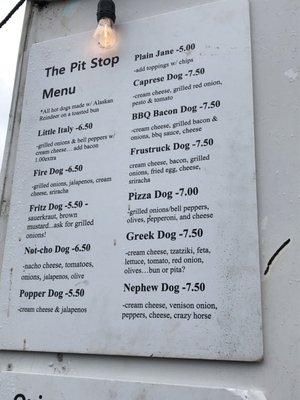 The Pit Stop
Menu
*All hot dogs made w/ Alaskan
Reindeer on a toasted bun
Little Italy -6.50
-grilled onions & bell peppers w/
cream cheese... add bacon
1.00extra
Fire Dog -6.50
-grilled onions, jalapenos, cream
cheese, sriracha
Fritz Dog -5.50 -
sauerkraut, brown
mustard...ask for grilled
onions!
Not-cho Dog -6.50
-nacho cheese, tomatoes,
onions, jalapenos, olive
Popper Dog -5.50
-cream cheese & jalapenos
Plain Jane -5.00
-add toppings w/ chips
Caprese Dog -7.50
-cream cheese, grilled red onion,
pesto & tomato
BBQ Bacon Dog -7.50
-cream cheese, grilled bacon &
onions, bbq sauce, cheese
Frustruck Dog -7.50
cream cheese, bacon, grilled
onions, fried egg, cheese,
sriracha
Pizza Dog -7.00
-grilled onions/bell peppers,
olives, pepperoni, and cheese
Greek Dog -7.50
-cream cheese, tzatziki, feta,
lettuce, tomato, red onion,
olives...bun or pita?
Nephew Dog -7.50
-cream cheese, venison onion,
peppers, cheese, crazy horse